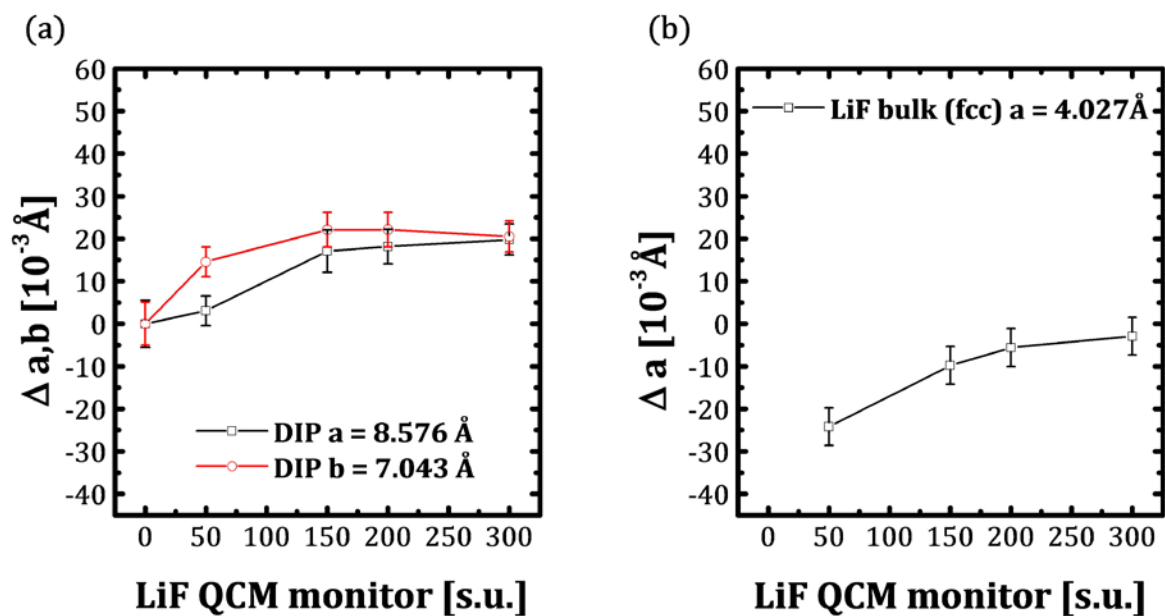 (a)
60
50
40
30
20
10
0
-10
-20
-30
-40
Δ a,b [10⁻³ Å]
DIP a = 8.576 Å
DIP b = 7.043 Å
0 50 100 150 200 250 300
LiF QCM monitor [s.u.]
(b)
60
50
40
30
20
10
0
-10
-20
-30
-40
Δ a [10⁻³ Å]
LiF bulk (fcc) a = 4.027Å
0 50 100 150 200 250 300
LiF QCM monitor [s.u.]